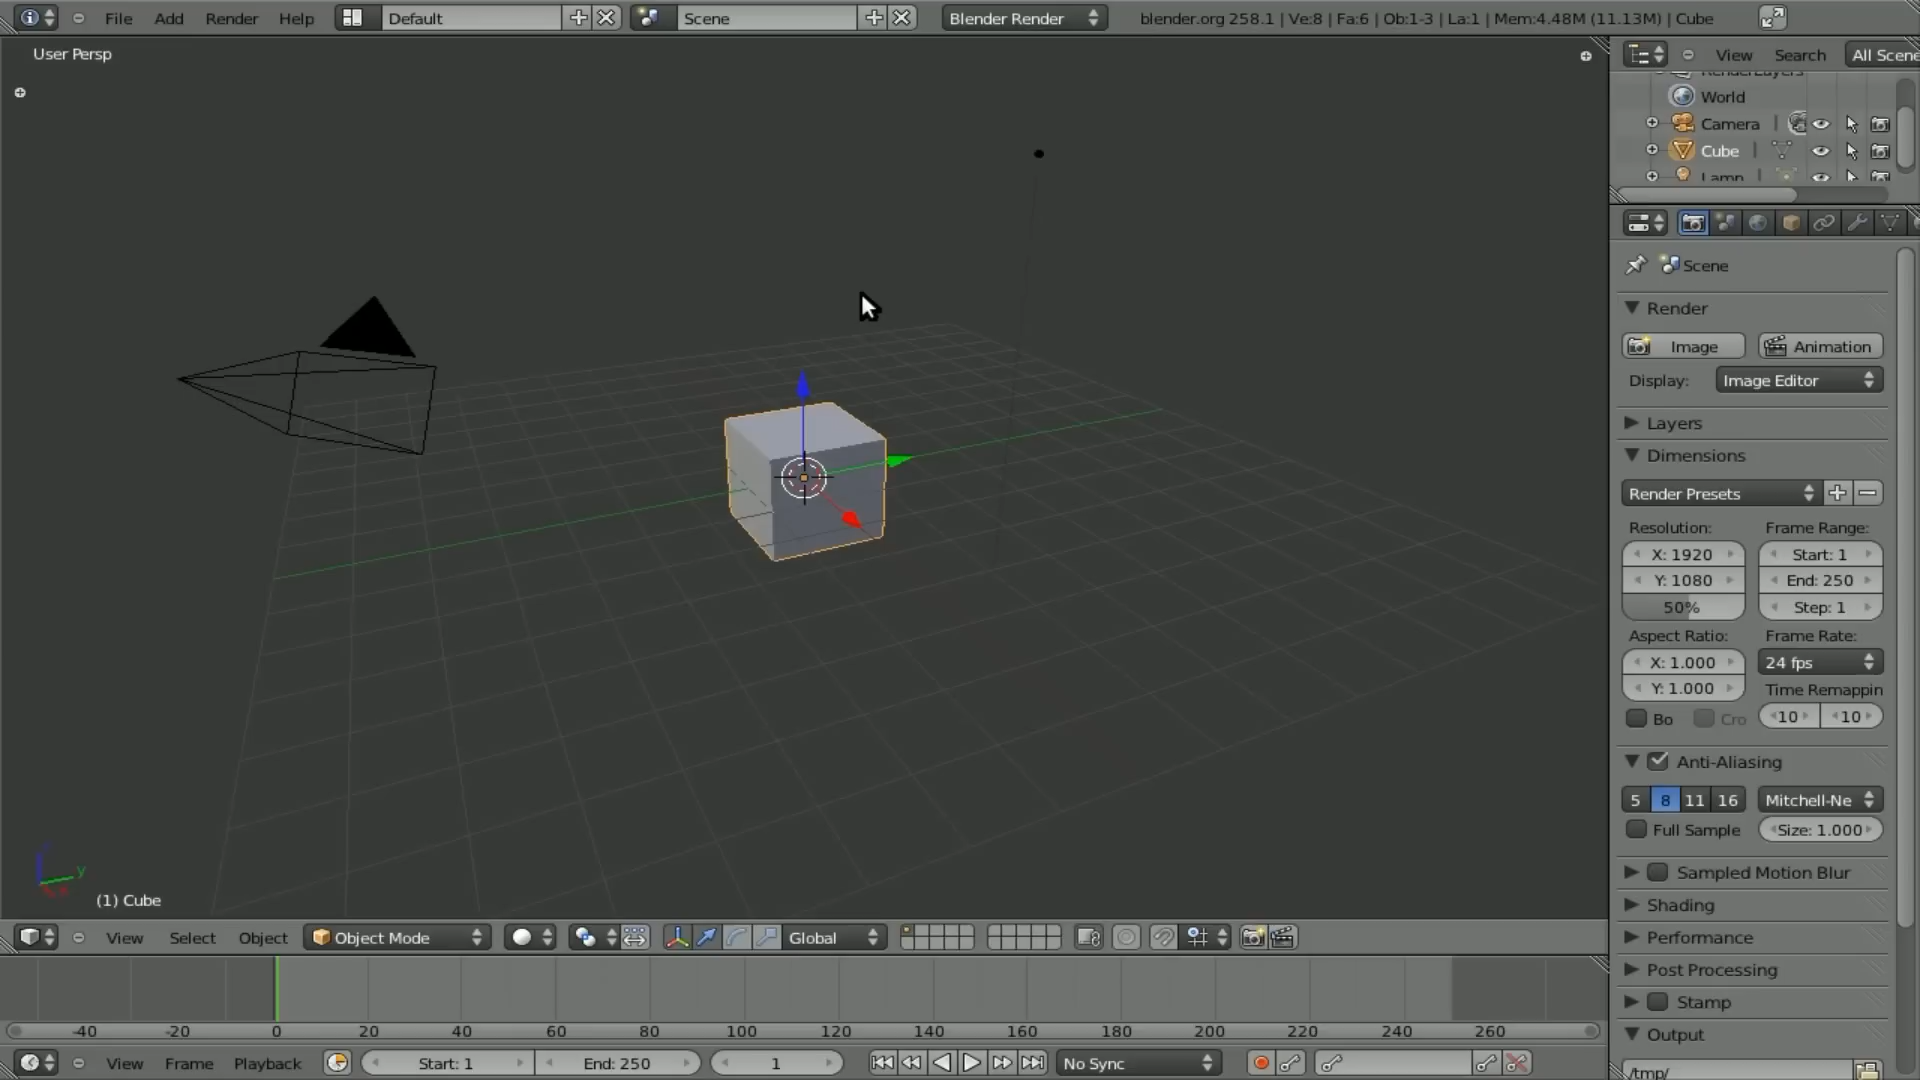 File Add Render Help Default Scene Blender Render blender.org 258.1 | Ve:8 | Fa:6 | Ob:1-3 | La:1 | Mem:4.48M (11.13M) | Cube
User Persp
View Search All Scene
RenderLayers
World
Camera
Cube
Lamp
Scene
Render
Image Animation
Display: Image Editor
Layers
Dimensions
Render Presets
Resolution: Frame Range:
X: 1920 Start: 1
Y: 1080 End: 250
50% Step: 1
Aspect Ratio: Frame Rate:
X: 1.000 24 fps
Y: 1.000 Time Remappin
Bo Cro 10 10
Anti-Aliasing
5 8 11 16 Mitchell-Ne
Full Sample Size: 1.000
Sampled Motion Blur
Shading
Performance
Post Processing
Stamp
Output
/tmp/
y
(1) Cube
View Select Object Object Mode Global
-40 -20 0 20 40 60 80 100 120 140 160 180 200 220 240 260
View Frame Playback Start: 1 End: 250 1 No Sync